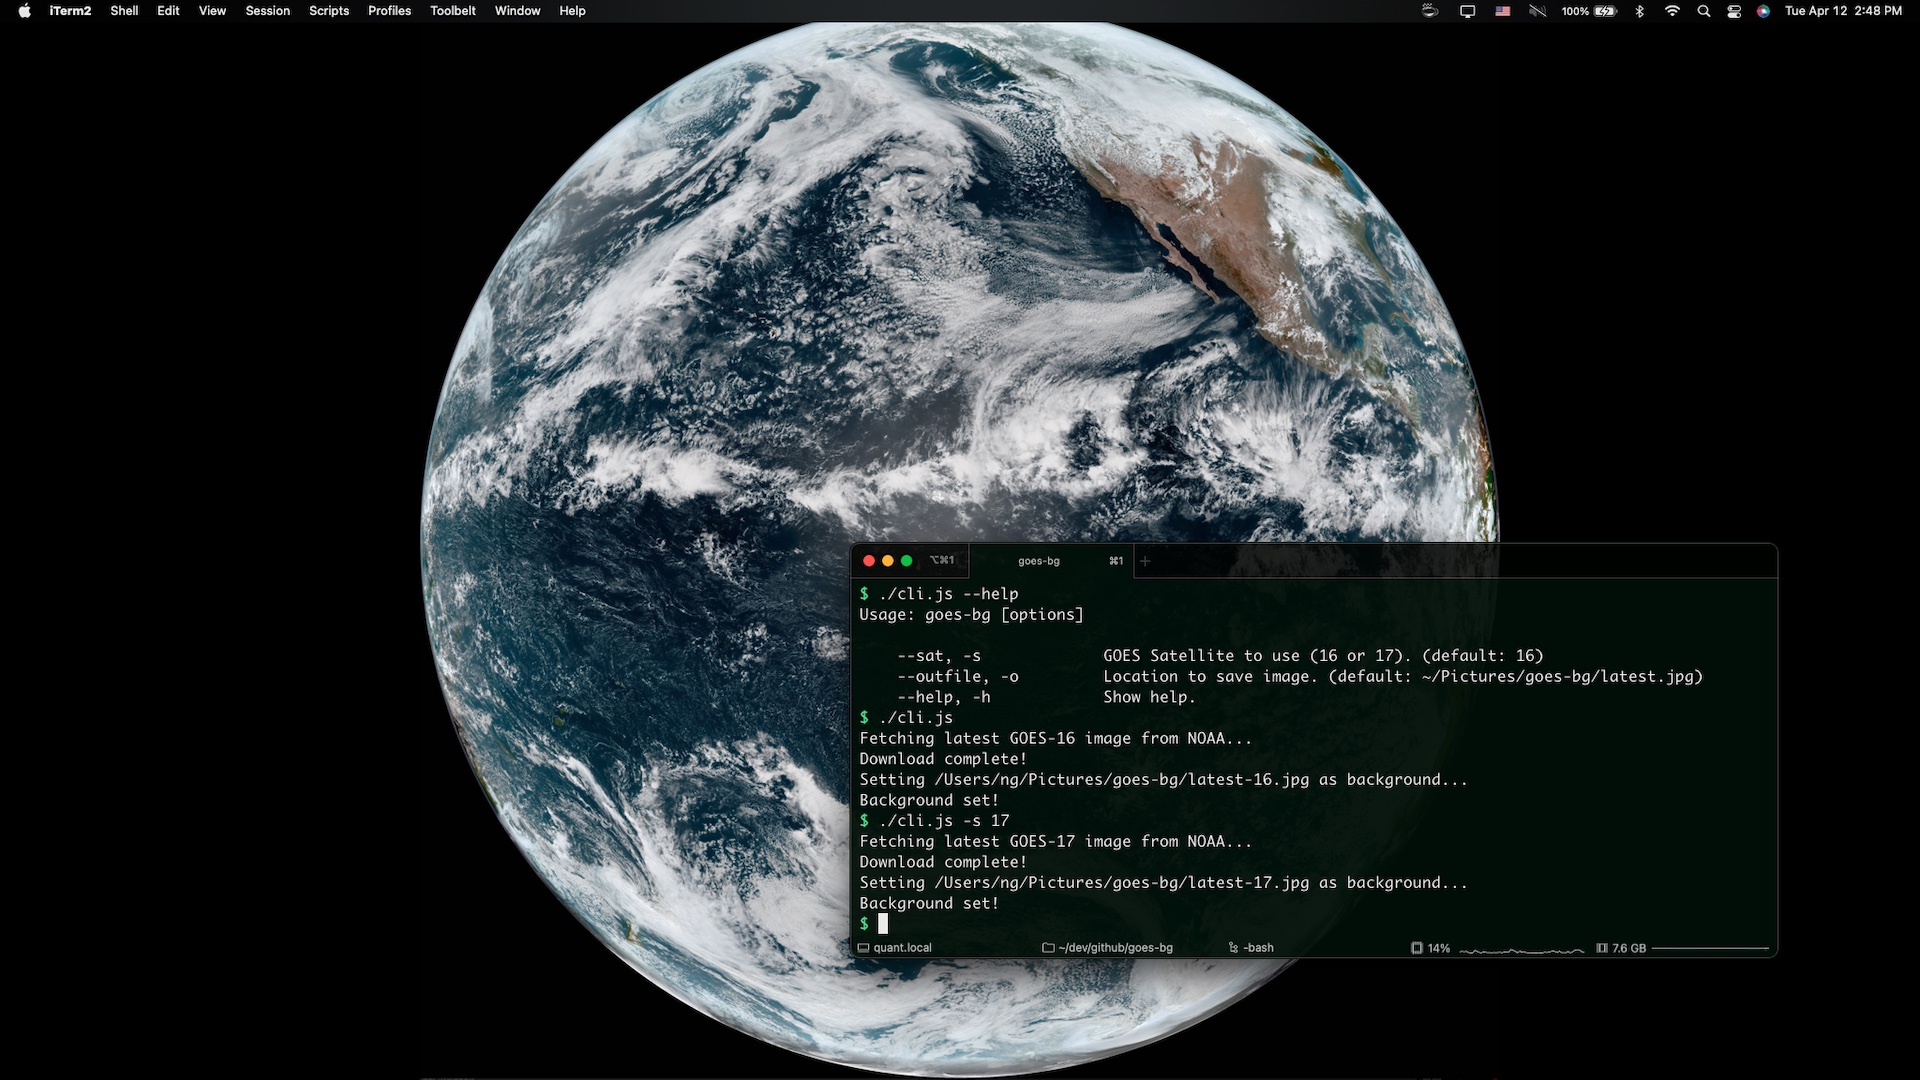 iTerm2 Shell Edit View Session Scripts Profiles Toolbelt Window Help 100% Tue Apr 12 2:48 PM
⌥⌘1 goes-bg ⌘1 +
$ ./cli.js --help
Usage: goes-bg [options]
--sat, -s GOES Satellite to use (16 or 17). (default: 16)
--outfile, -o Location to save image. (default: ~/Pictures/goes-bg/latest.jpg)
--help, -h Show help.
$ ./cli.js
Fetching latest GOES-16 image from NOAA...
Download complete!
Setting /Users/ng/Pictures/goes-bg/latest-16.jpg as background...
Background set!
$ ./cli.js -s 17
Fetching latest GOES-17 image from NOAA...
Download complete!
Setting /Users/ng/Pictures/goes-bg/latest-17.jpg as background...
Background set!
$
quant.local ~/dev/github/goes-bg -bash 14% 7.6 GB